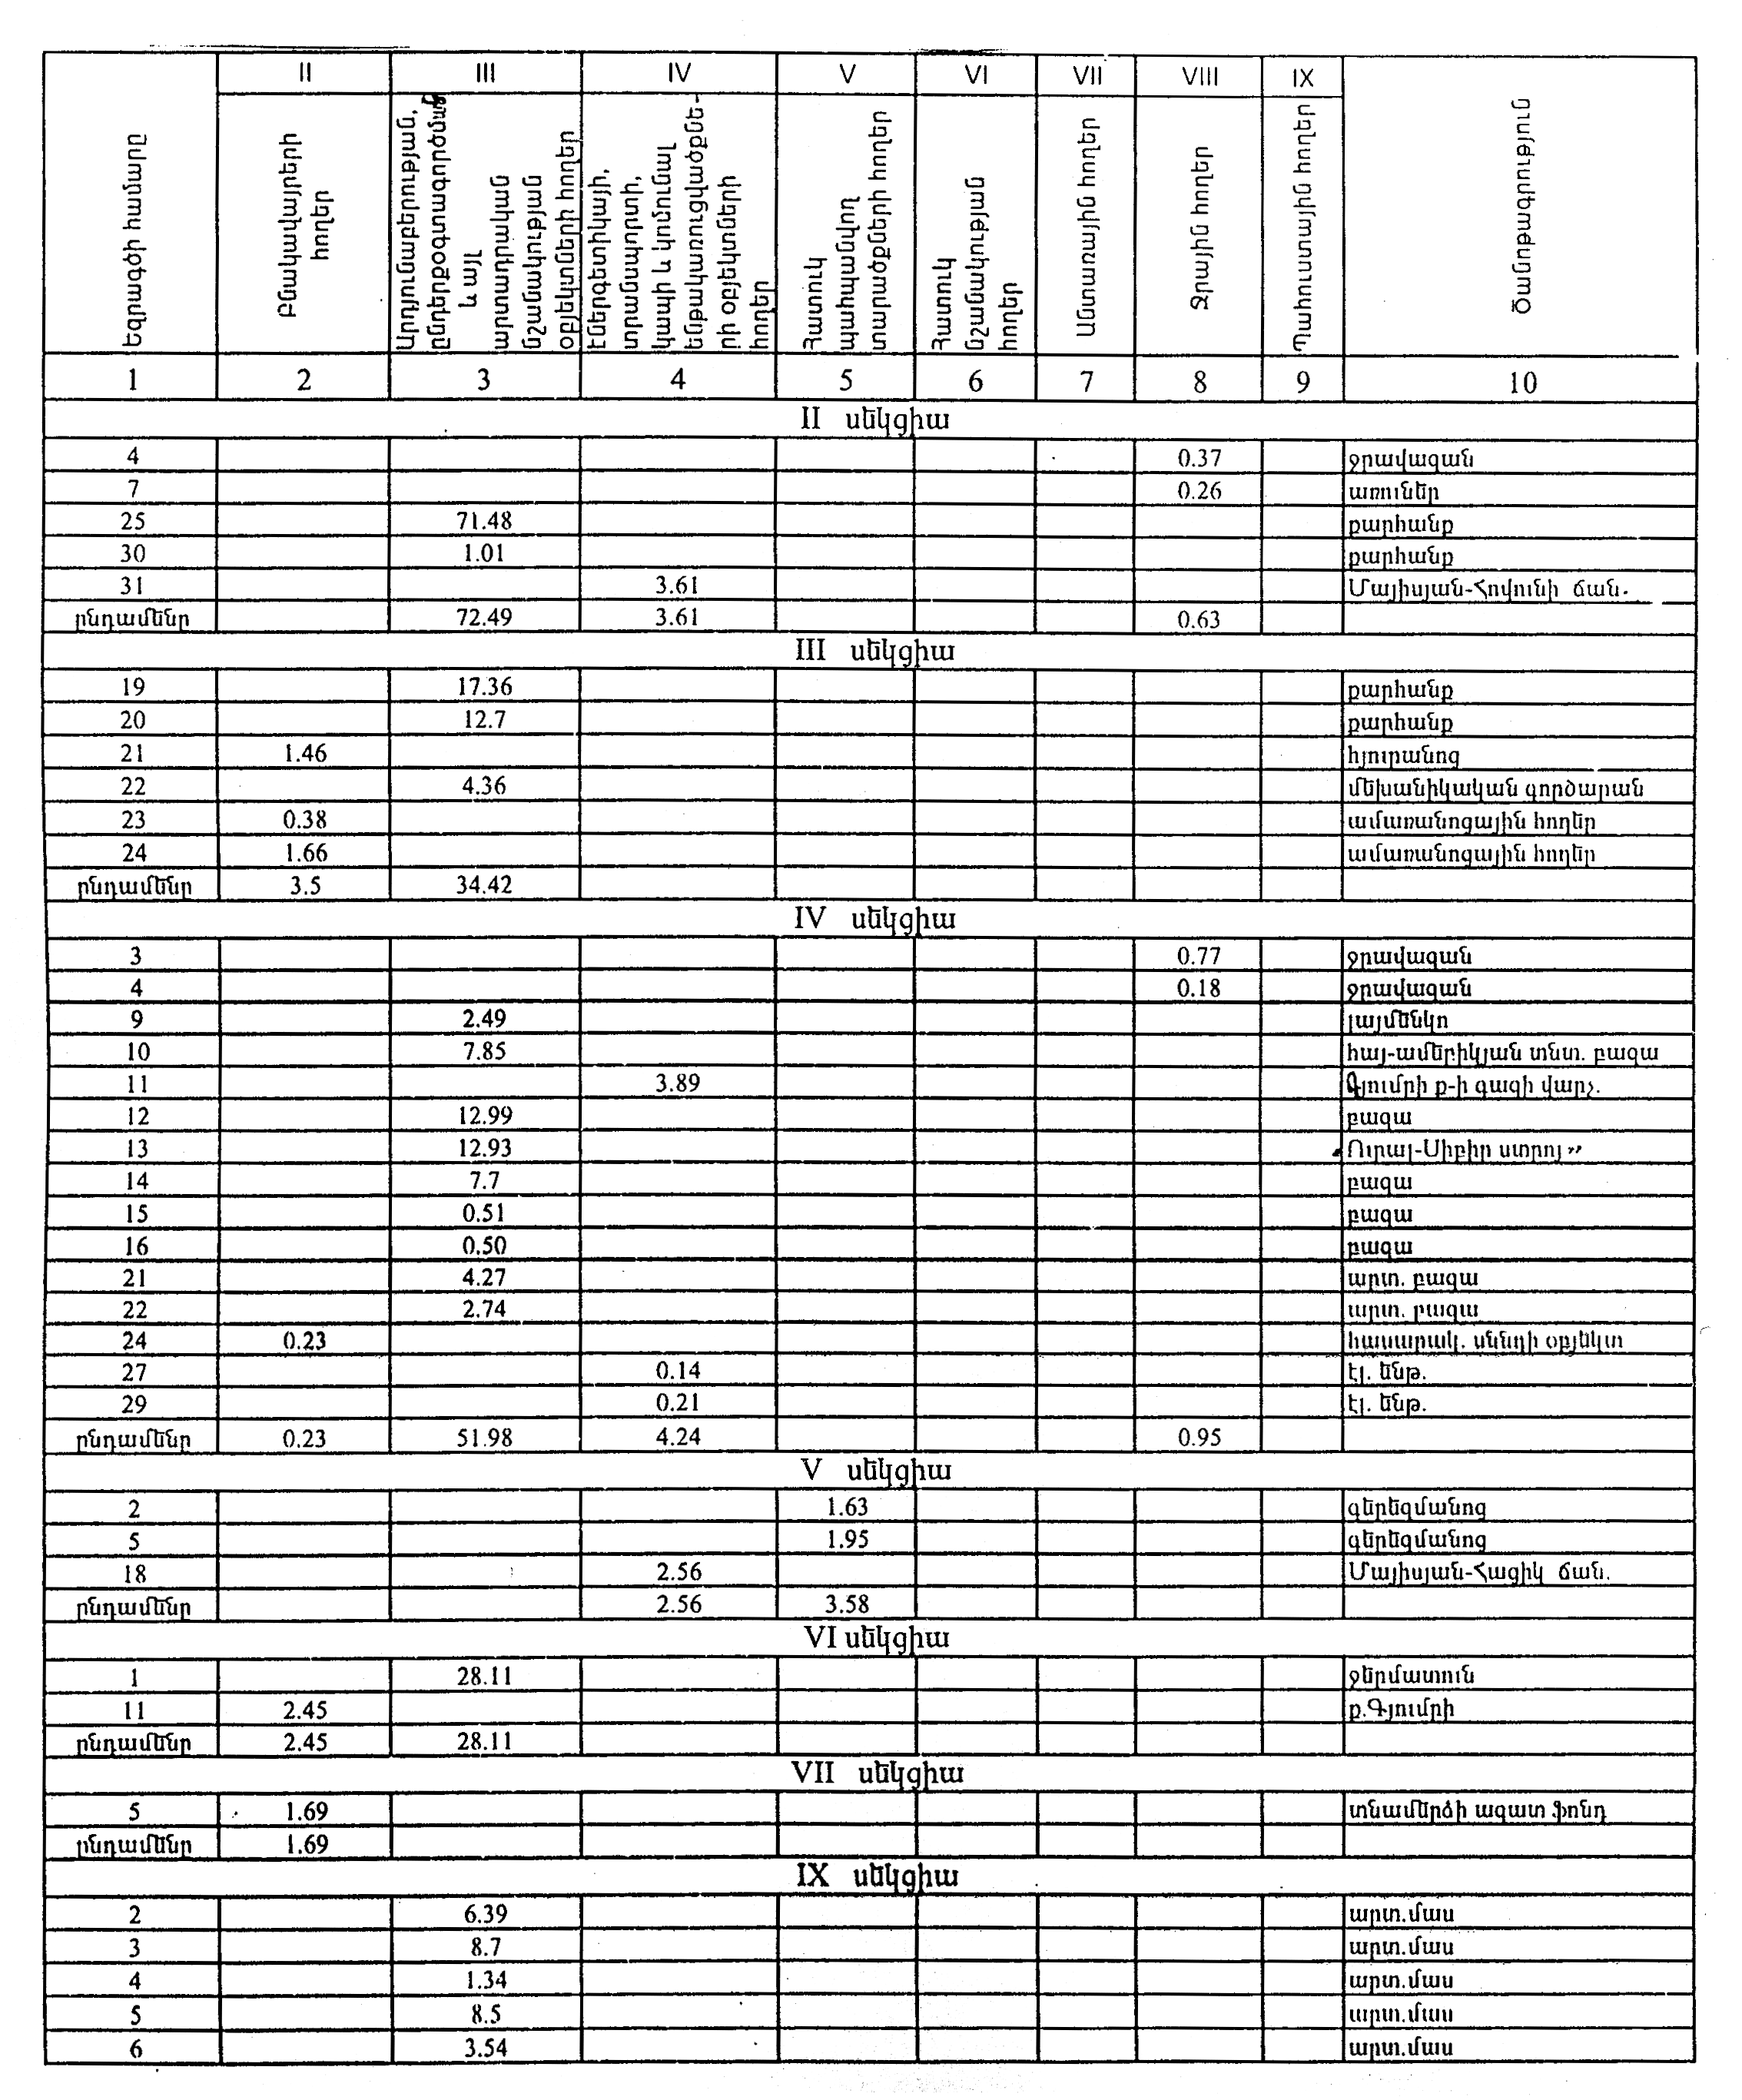 II III IV V VI VII VIII IX
Եզրագծի համարը
Բնակավայրերի
հողեր
Արդյունաբերության,
ընդերքօգտագործման
և այլ
արտադրական
նշանակության
օբյեկտների հողեր
Էներգետիկայի,
տրանսպորտի,
կապի և կոմունալ
ենթակառուցվածքնե-
րի օբյեկտների
հողեր
Հատուկ
պահպանվող
տարածքների հողեր
Հատուկ
նշանակության
հողեր
Անտառային հողեր
Ջրային հողեր
Պահուստային հողեր
Ծանոթագրություն
1 2 3 4 5 6 7 8 9 10
II սեկցիա
4 0.37 ջրավազան
7 0.26 առուներ
25 71.48 քարհանք
30 1.01 քարհանք
31 3.61 Մայիսյան-Հովունի ճան.
ընդամենը 72.49 3.61 0.63
III սեկցիա
19 17.36 քարհանք
20 12.7 քարհանք
21 1.46 հյուրանոց
22 4.36 մեխանիկական գործարան
23 0.38 ամառանոցային հողեր
24 1.66 ամառանոցային հողեր
ընդամենը 3.5 34.42
IV սեկցիա
3 0.77 ջրավազան
4 0.18 ջրավազան
9 2.49 լայմենկո
10 7.85 հայ-ամերիկյան տնտ. բազա
11 3.89 Գյումրի ք-ի գազի վարչ.
12 12.99 բազա
13 12.93 „Ուրալ-Սիբիր ստրոյ”
14 7.7 բազա
15 0.51 բազա
16 0.50 բազա
21 4.27 արտ. բազա
22 2.74 արտ. բազա
24 0.23 հասարակ. սննդի օբյեկտ
27 0.14 էլ. ենթ.
29 0.21 էլ. ենթ.
ընդամենը 0.23 51.98 4.24 0.95
V սեկցիա
2 1.63 գերեզմանոց
5 1.95 գերեզմանոց
18 2.56 Մայիսյան-Հացիկ ճան.
ընդամենը 2.56 3.58
VI սեկցիա
1 28.11 ջերմատուն
11 2.45 ք.Գյումրի
ընդամենը 2.45 28.11
VII սեկցիա
5 1.69 տնամերձի ազատ ֆոնդ
ընդամենը 1.69
IX սեկցիա
2 6.39 արտ.մաս
3 8.7 արտ.մաս
4 1.34 արտ.մաս
5 8.5 արտ.մաս
6 3.54 արտ.մաս